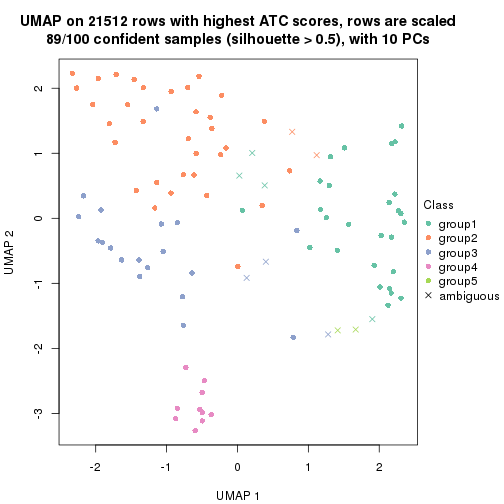 UMAP on 21512 rows with highest ATC scores, rows are scaled
89/100 confident samples (silhouette > 0.5), with 10 PCs
2
1
0
-1
-2
-3
UMAP 2
-2
-1
0
1
2
UMAP 1
Class
group1
group2
group3
group4
group5
ambiguous